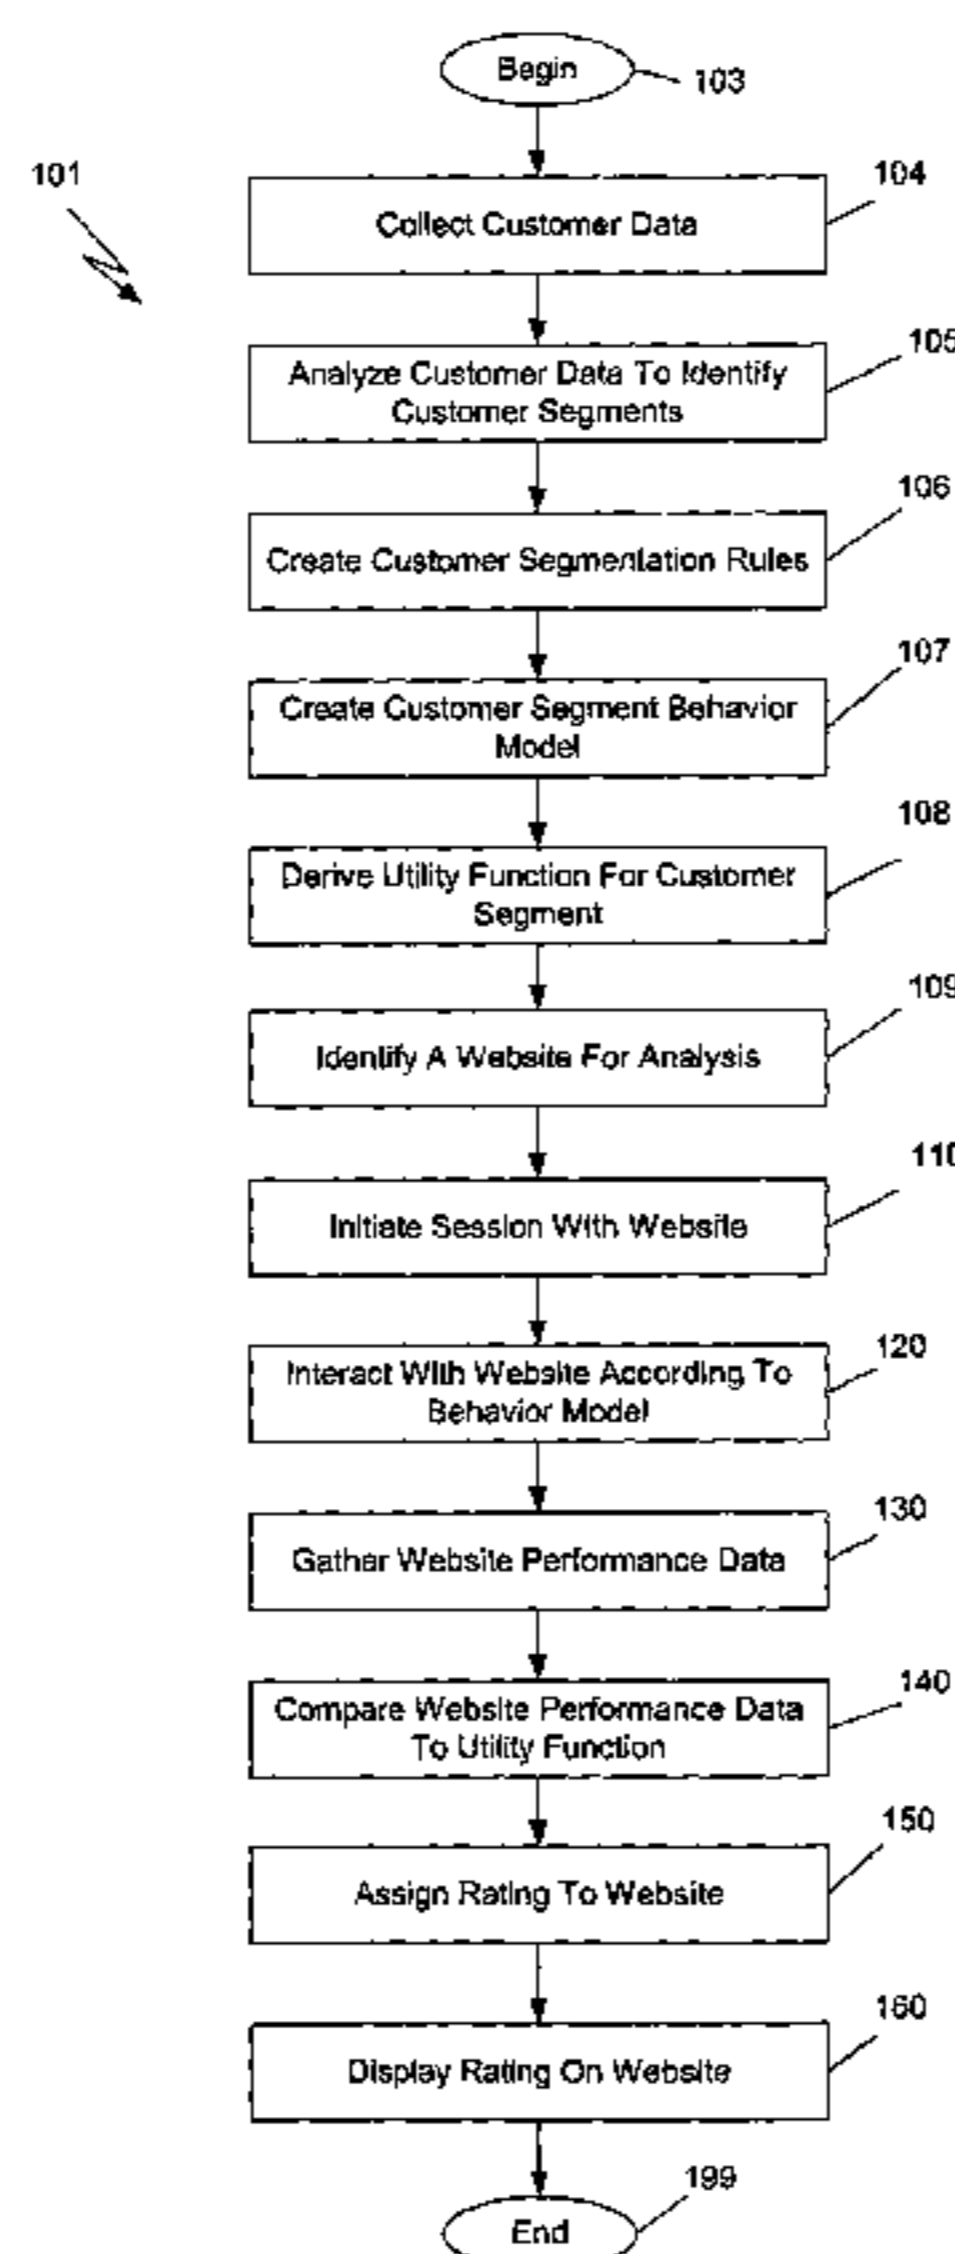 Begin
103
101
104
Collect Customer Data
105
Analyze Customer Data To Identify
Customer Segments
106
Create Customer Segmentation Rules
107
Create Customer Segment Behavior
Model
108
Derive Utility Function For Customer
Segment
109
Identify A Website For Analysis
110
Initiate Session With Website
120
Interact With Website According To
Behavior Model
130
Gather Website Performance Data
140
Compare Website Performance Data
To Utility Function
150
Assign Rating To Website
160
Display Rating On Website
199
End